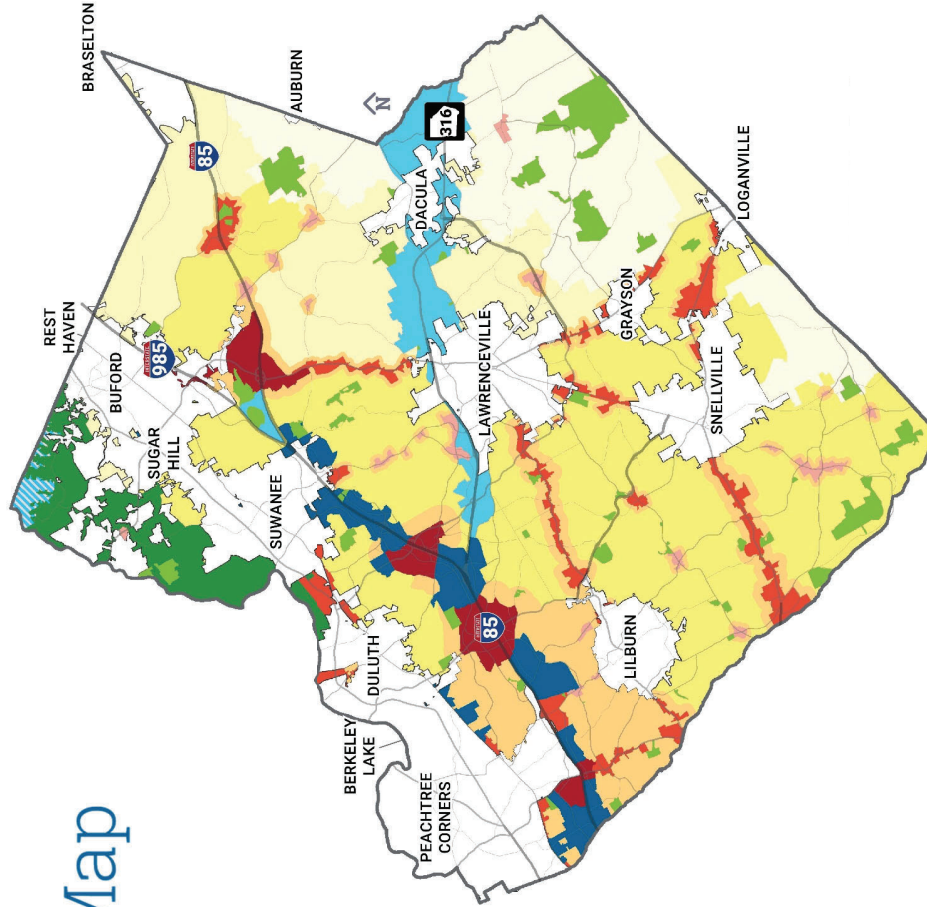 Map
REST
HAVEN
BRASELTON
BUFORD
985
SUGAR
HILL
85
SUWANEE
AUBURN
BERKELEY
LAKE
DULUTH
N
DACULA
PEACHTREE
CORNERS
316
LAWRENCEVILLE
85
GRAYSON
LILBURN
SNELLVILLE
LOGANVILLE